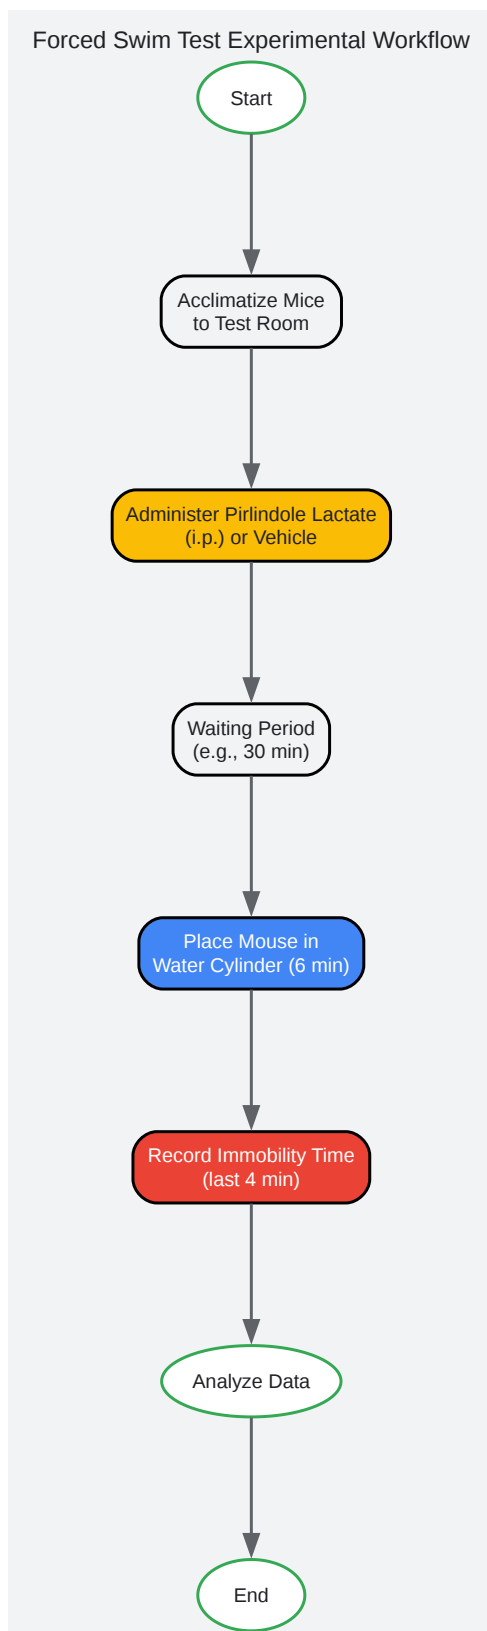 Forced Swim Test Experimental Workflow
Start
Acclimatize Mice
to Test Room
Administer Pirlindole Lactate
(i.p.) or Vehicle
Waiting Period
(e.g., 30 min)
Place Mouse in
Water Cylinder (6 min)
Record Immobility Time
(last 4 min)
Analyze Data
End